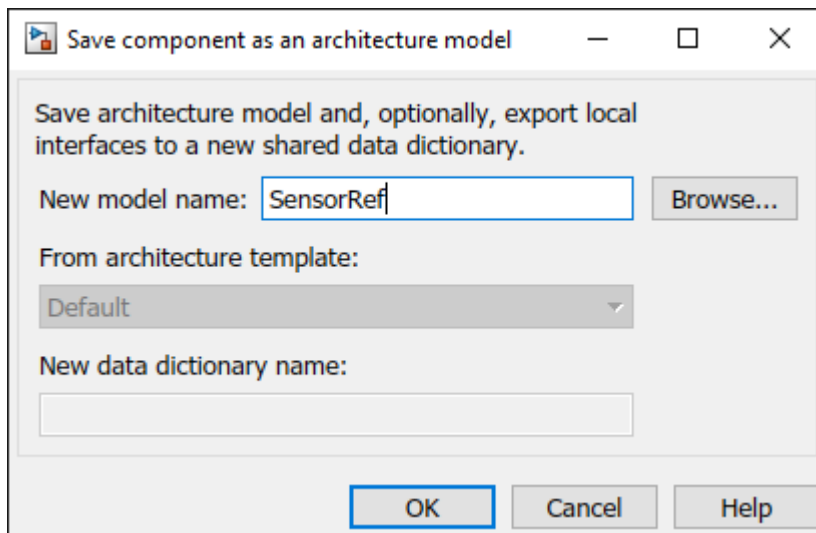 Save component as an architecture model
Save architecture model and, optionally, export local
interfaces to a new shared data dictionary.
New model name: SensorRef Browse...
From architecture template:
Default
New data dictionary name:
OK Cancel Help